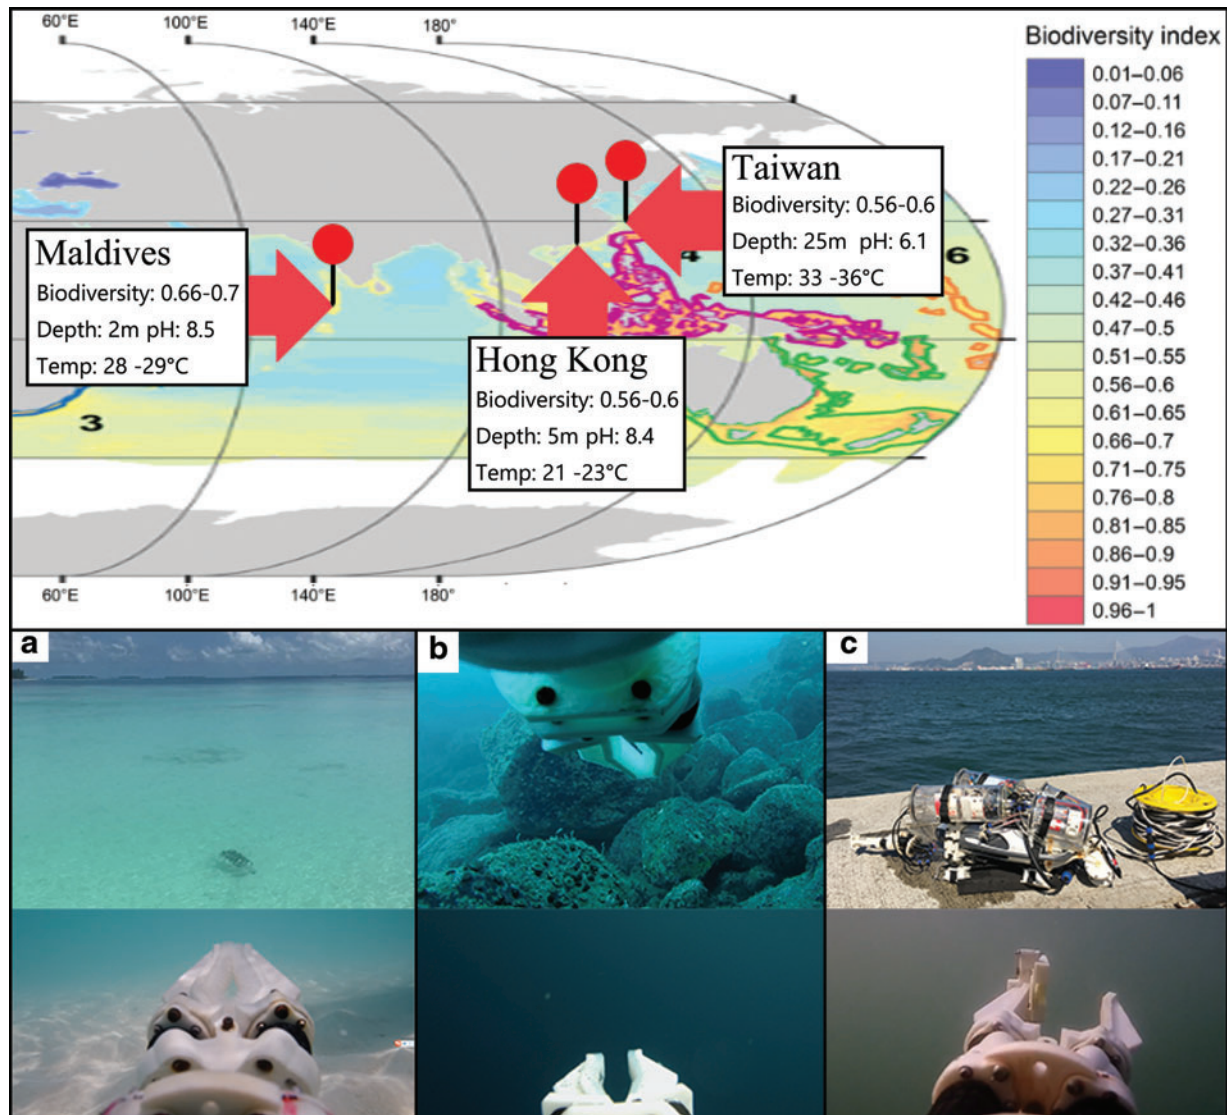 60°E 100°E 140°E 180°
Biodiversity index
0.01–0.06
0.07–0.11
0.12–0.16
0.17–0.21
0.22–0.26
0.27–0.31
0.32–0.36
0.37–0.41
0.42–0.46
0.47–0.5
0.51–0.55
0.56–0.6
0.61–0.65
0.66–0.7
0.71–0.75
0.76–0.8
0.81–0.85
0.86–0.9
0.91–0.95
0.96–1
Taiwan
Biodiversity: 0.56-0.6
Depth: 25m pH: 6.1
Temp: 33 -36°C
Maldives
Biodiversity: 0.66-0.7
Depth: 2m pH: 8.5
Temp: 28 -29°C
Hong Kong
Biodiversity: 0.56-0.6
Depth: 5m pH: 8.4
Temp: 21 -23°C
3
4
6
60°E 100°E 140°E 180°
a
b
c